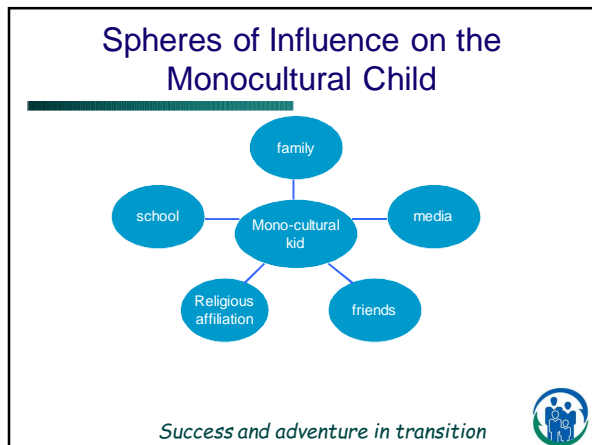 Spheres of Influence on the
Monocultural Child
family
school
Mono-cultural
kid
media
Religious
affiliation
friends
Success and adventure in transition